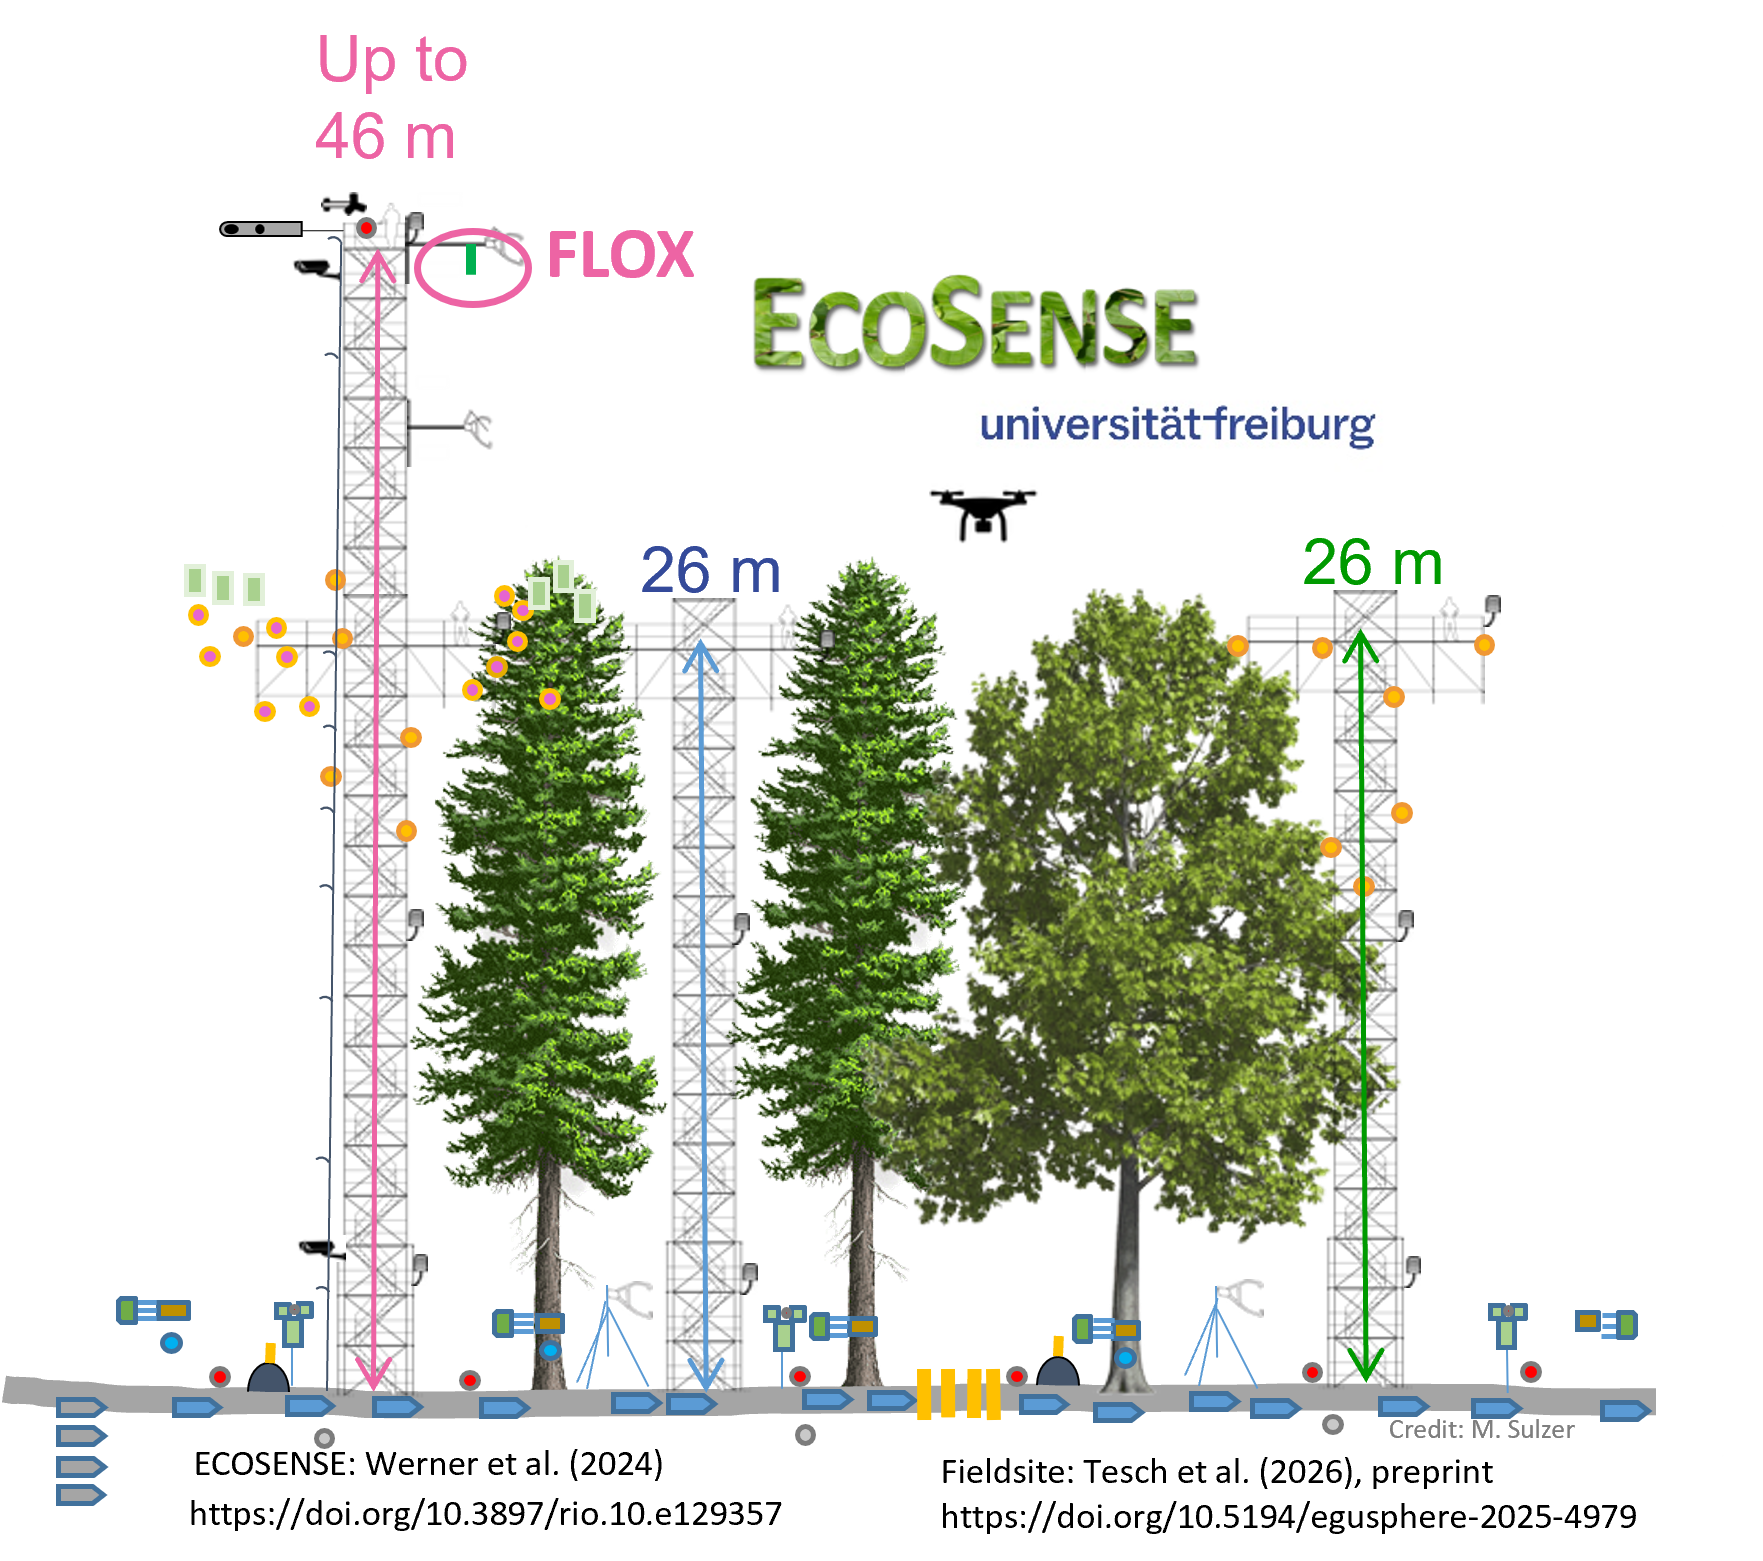 Up to
46 m
FLOX
ECOSENSE
universität freiburg
26 m
26 m
Credit: M. Sulzer
ECOSENSE: Werner et al. (2024)
https://doi.org/10.3897/rio.10.e129357
Fieldsite: Tesch et al. (2026), preprint
https://doi.org/10.5194/egusphere-2025-4979